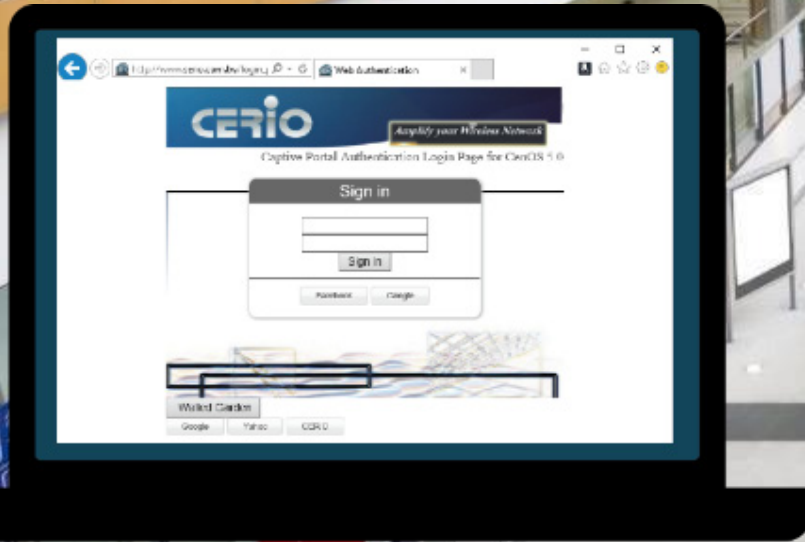 Web Authentication
CERIO
Amplify your Wireless Network
Captive Portal Authentication Login Page for CenOS 5.0
Sign in
Sign in
Facebook Google
Walled Garden
Google Yahoo CERIO